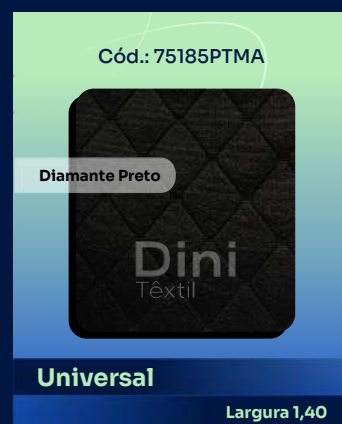 Cód.: 75185PTMA
Diamante Preto
Dini
Têxtil
Universal
Largura 1,40